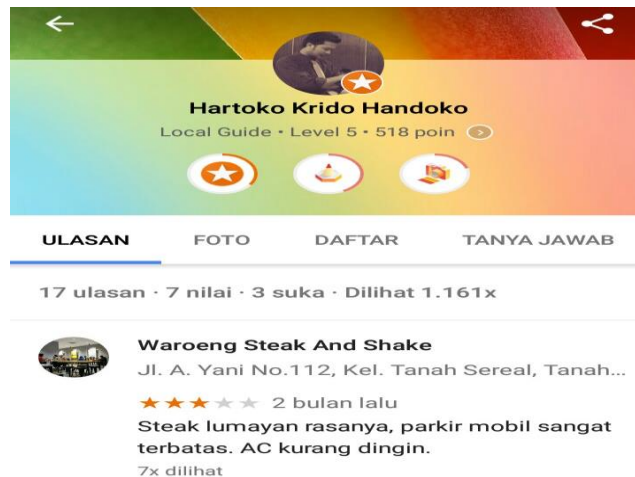 Hartoko Krido Handoko
Local Guide • Level 5 • 518 poin
ULASAN FOTO DAFTAR TANYA JAWAB
17 ulasan · 7 nilai · 3 suka · Dilihat 1.161x
Waroeng Steak And Shake
Jl. A. Yani No.112, Kel. Tanah Sereal, Tanah...
2 bulan lalu
Steak lumayan rasanya, parkir mobil sangat
terbatas. AC kurang dingin.
7x dilihat